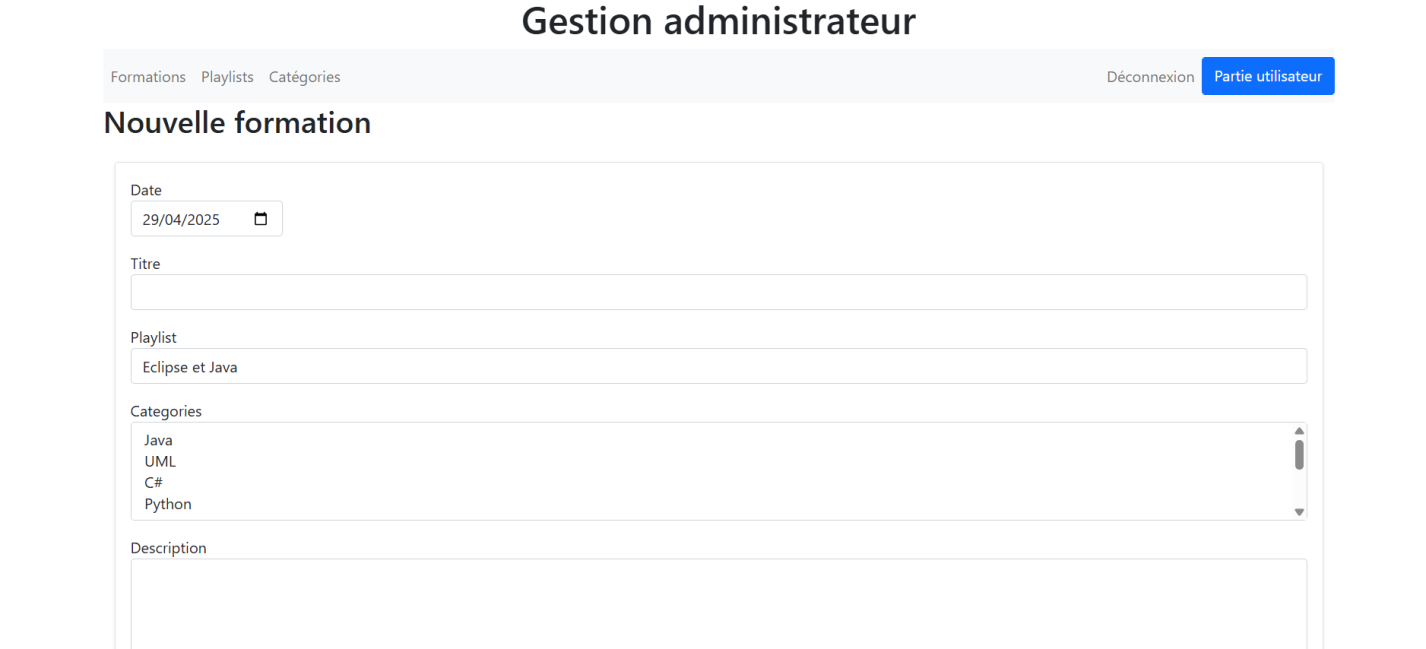 Gestion administrateur
Formations Playlists Catégories Déconnexion Partie utilisateur
Nouvelle formation
Date
29/04/2025
Titre
Playlist
Eclipse et Java
Categories
Java
UML
C#
Python
Description